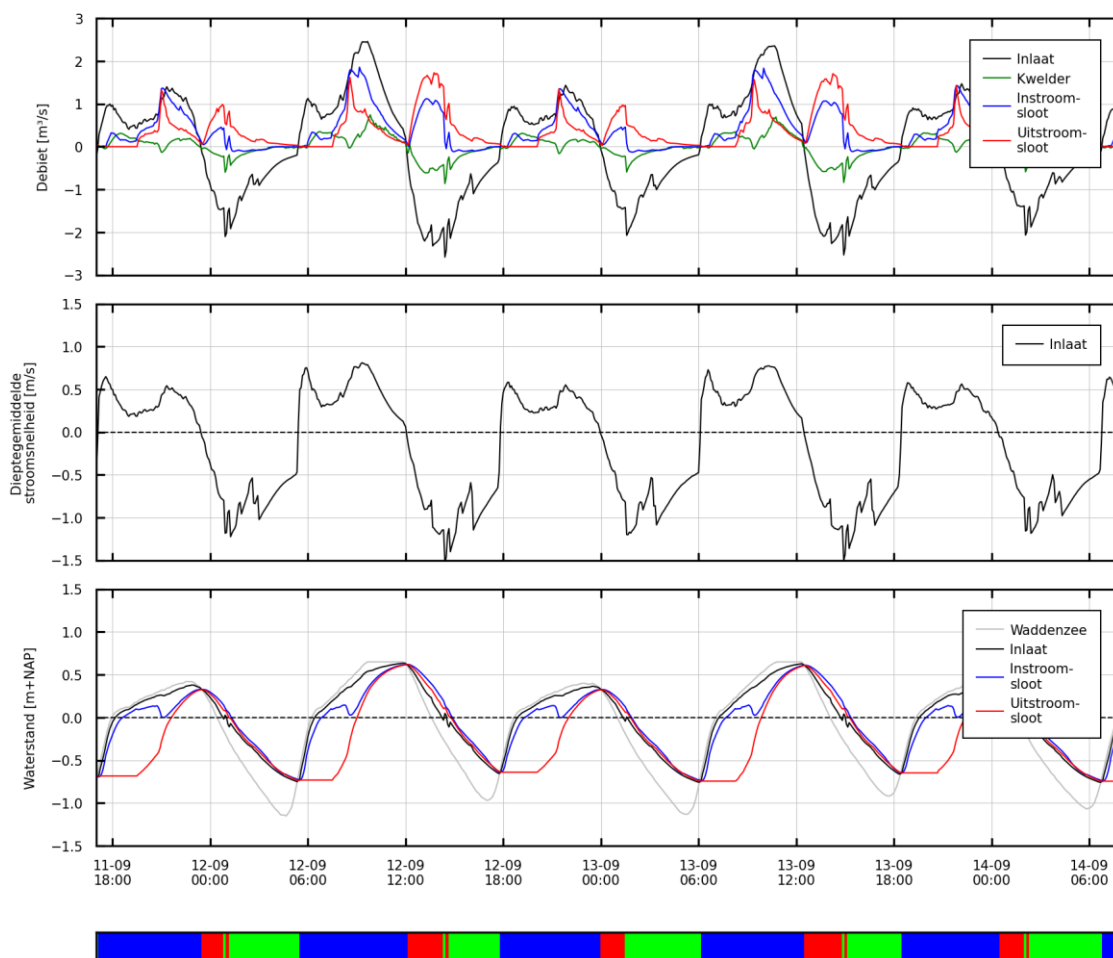 3
2
1
0
−1
−2
−3
Debiet [m³/s]
Inlaat
Kwelder
Instroom-
sloot
Uitstroom-
sloot
1.5
1.0
0.5
0.0
−0.5
−1.0
−1.5
Dieptegemiddelde
stroomsnelheid [m/s]
Inlaat
1.5
1.0
0.5
0.0
−0.5
−1.0
−1.5
Waterstand [m+NAP]
Waddenzee
Inlaat
Instroom-
sloot
Uitstroom-
sloot
11-09 12-09 12-09 12-09 12-09 13-09 13-09 13-09 13-09 14-09 14-09
18:00 00:00 06:00 12:00 18:00 00:00 06:00 12:00 18:00 00:00 06:00